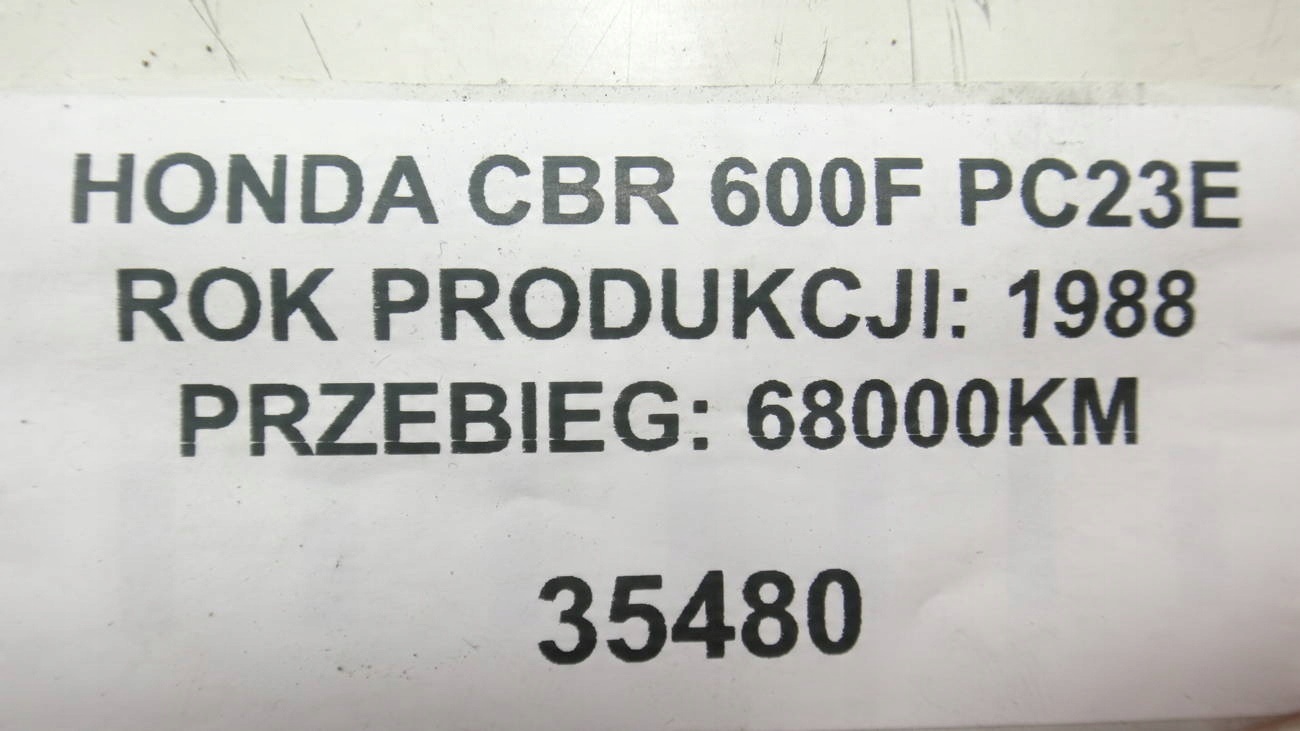 HONDA CBR 600F PC23E
ROK PRODUKCJI: 1988
PRZEBIEG: 68000KM
35480